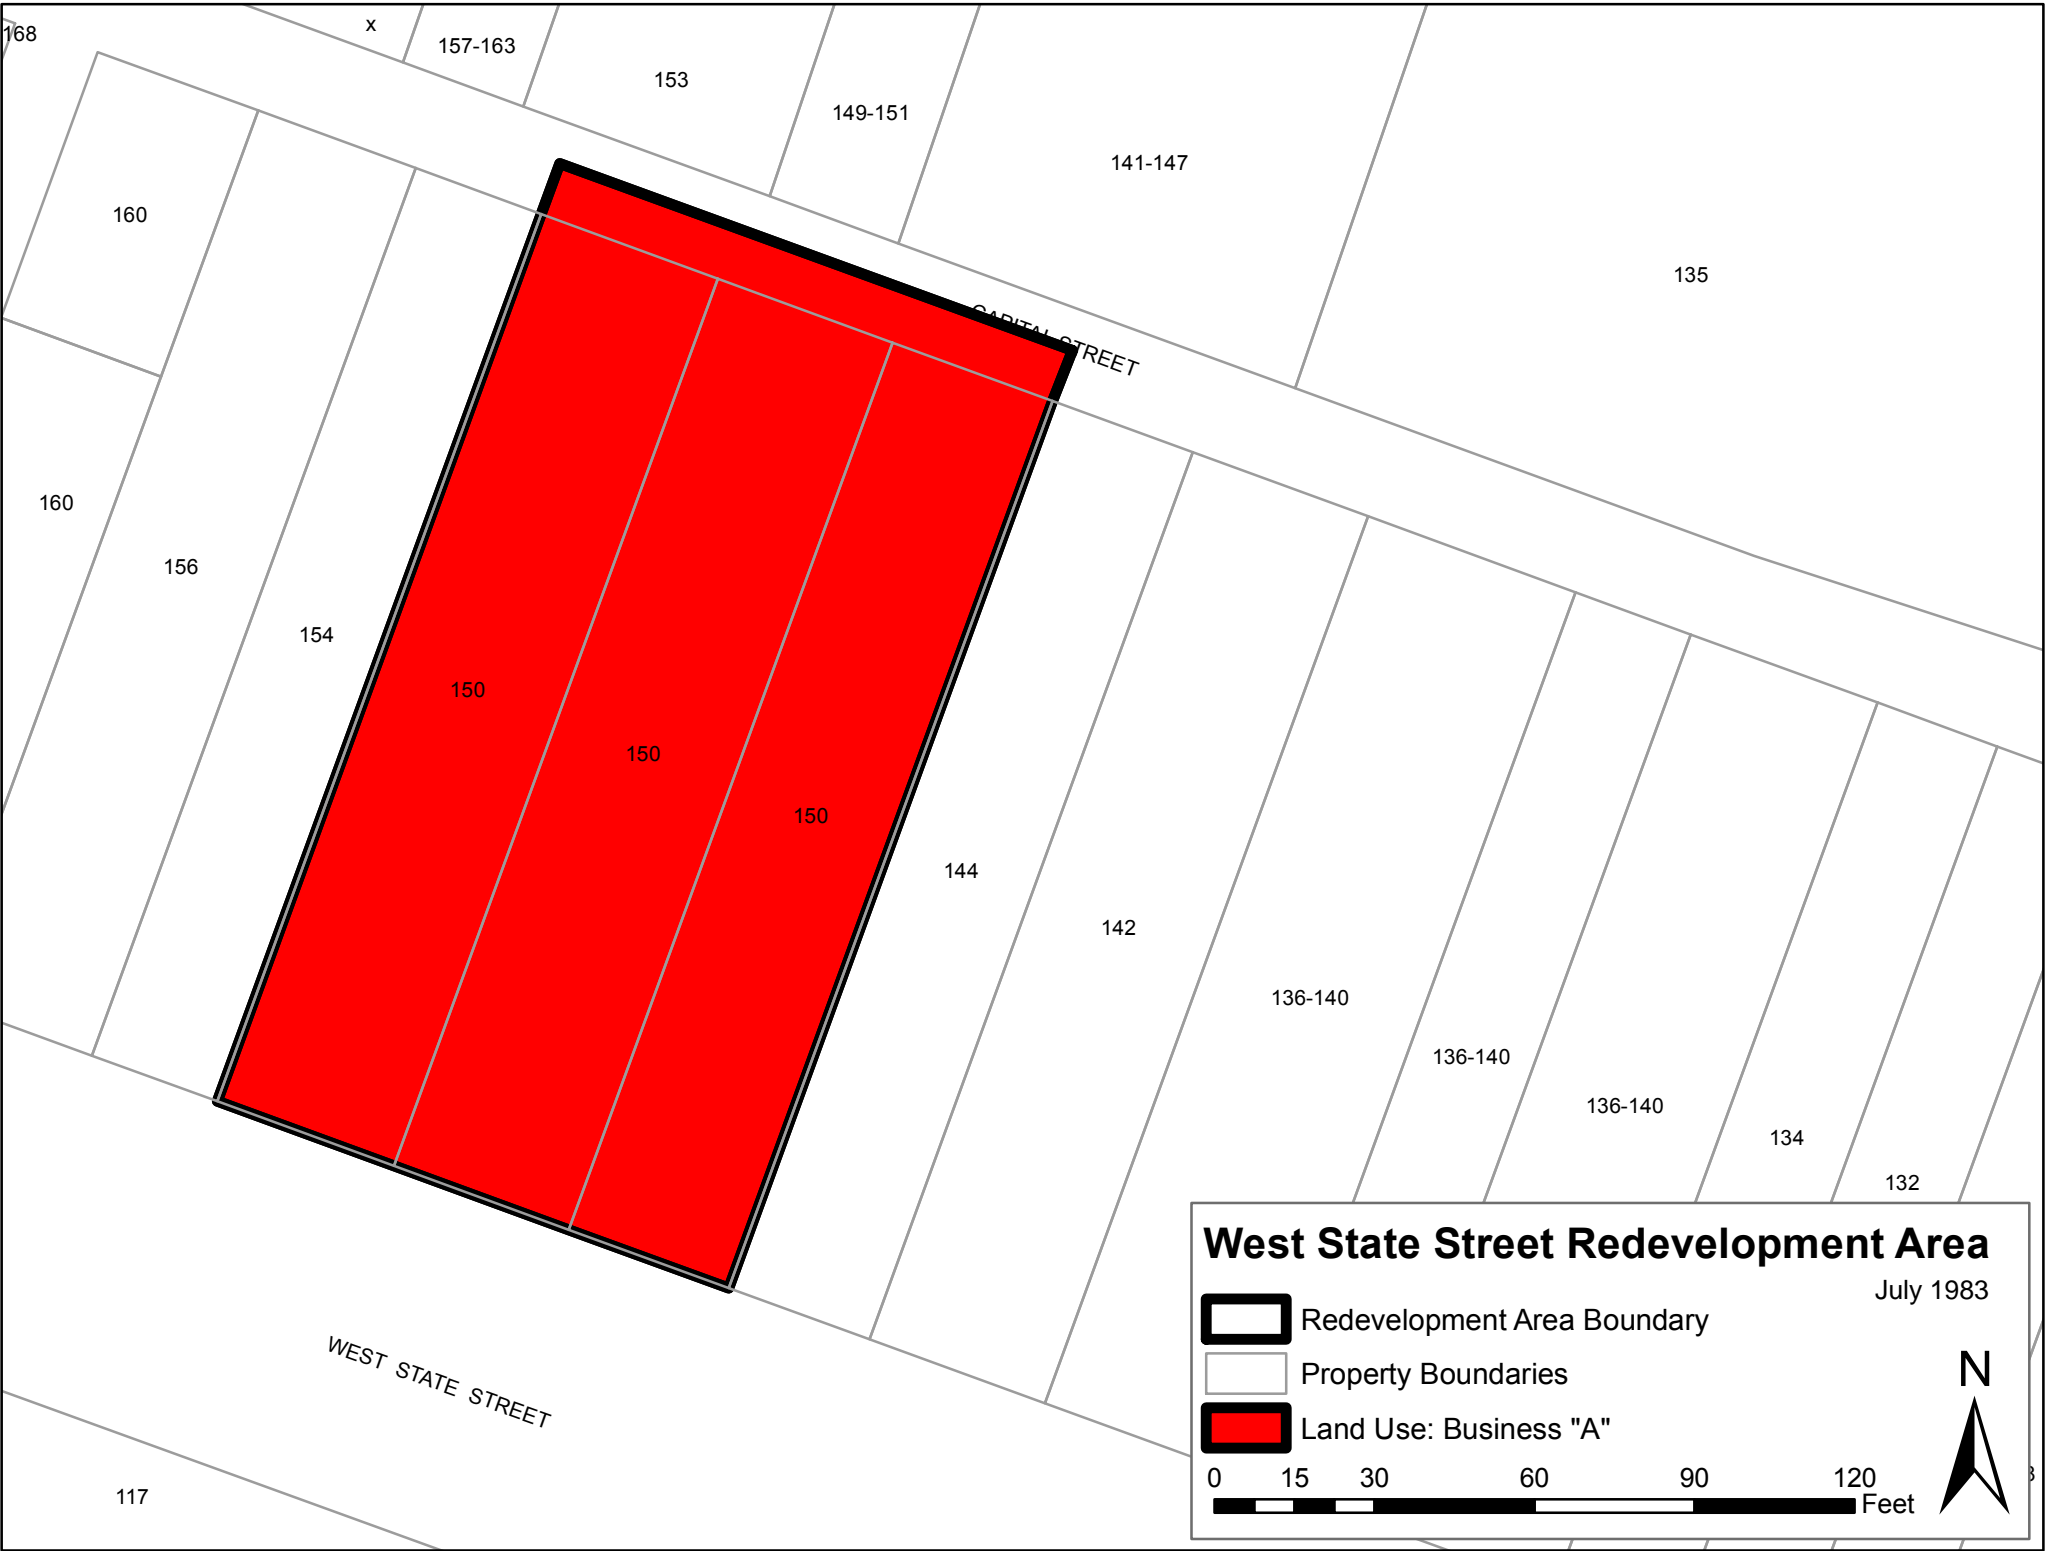 168
x
157-163
153
149-151
141-147
135
160
CAPITAL STREET
160
156
154
150
150
150
144
142
136-140
136-140
136-140
134
132
West State Street Redevelopment Area
July 1983
Redevelopment Area Boundary
Property Boundaries
Land Use: Business "A"
N
0 15 30 60 90 120
Feet
WEST STATE STREET
117